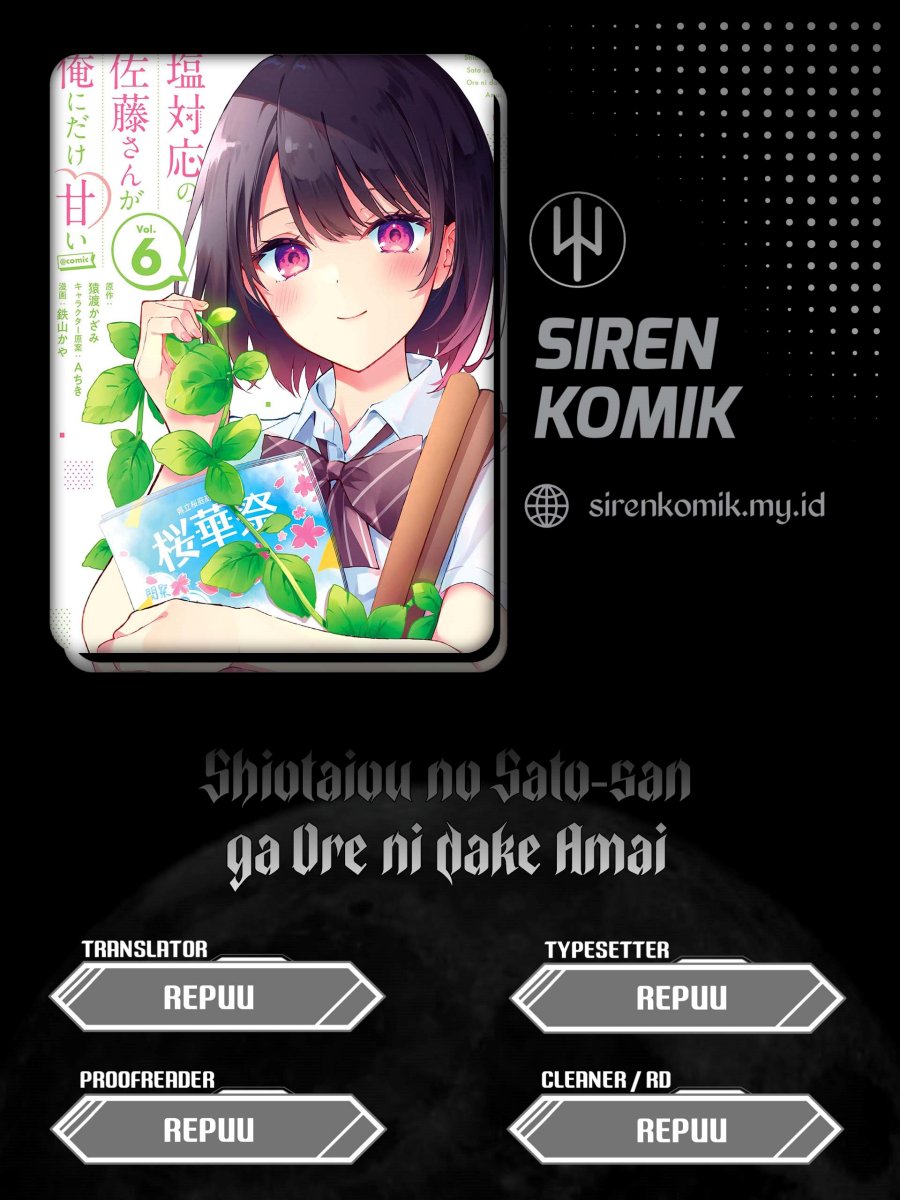 塩対応の
佐藤さんが
俺にだけ
甘い
@comic
Vol.
6
原作：
猿渡かざみ
キャラクター原案：Aちき
漫画：鉄山かや
桜華祭
SIREN
KOMIK
sirenkomik.my.id
Shiotaiou no Sato-san
ga Ore ni dake Amai
TRANSLATOR
REPUU
TYPESETTER
REPUU
PROOFREADER
REPUU
CLEANER / RD
REPUU